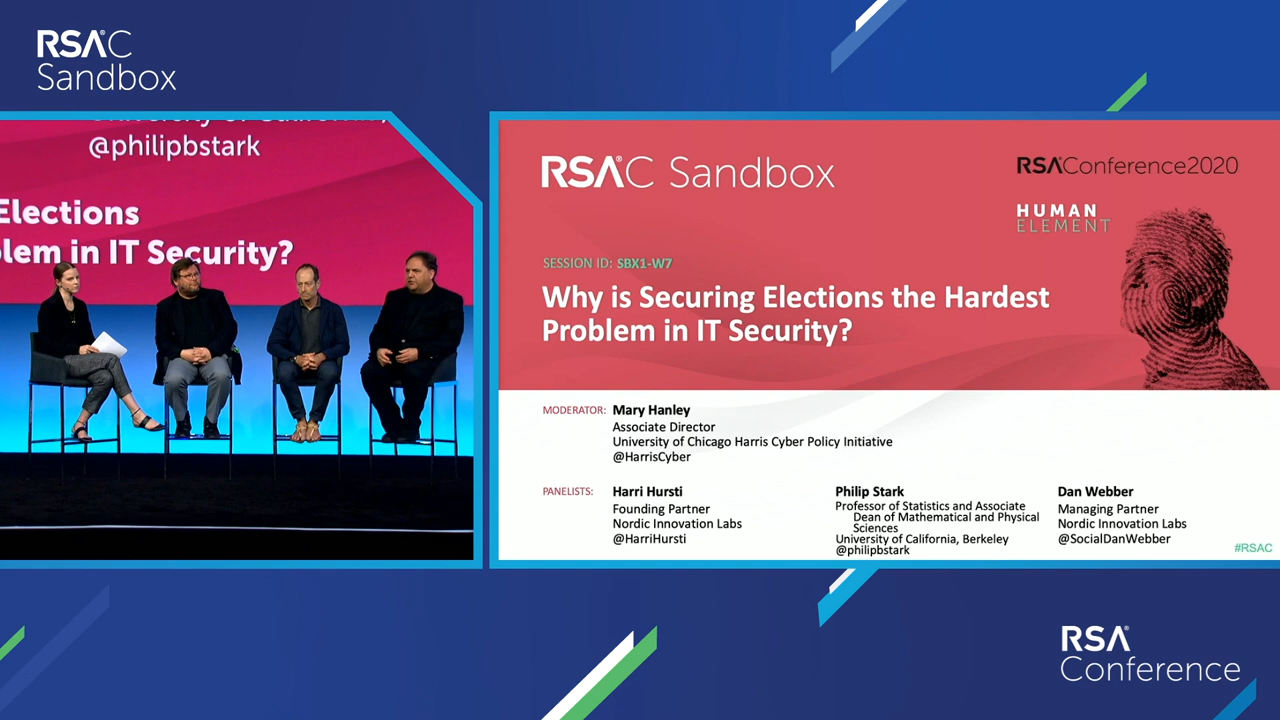 RSAC
Sandbox
@philipbstark
Elections
lem in IT Security?
RSAC Sandbox
RSAConference2020
HUMAN
ELEMENT
SESSION ID: SBX1-W7
Why is Securing Elections the Hardest
Problem in IT Security?
MODERATOR: Mary Hanley
Associate Director
University of Chicago Harris Cyber Policy Initiative
@HarrisCyber
PANELISTS:
Harri Hursti
Founding Partner
Nordic Innovation Labs
@HarriHursti
Philip Stark
Professor of Statistics and Associate
Dean of Mathematical and Physical
Sciences
University of California, Berkeley
@philipbstark
Dan Webber
Managing Partner
Nordic Innovation Labs
@SocialDanWebber
#RSAC
RSA
Conference